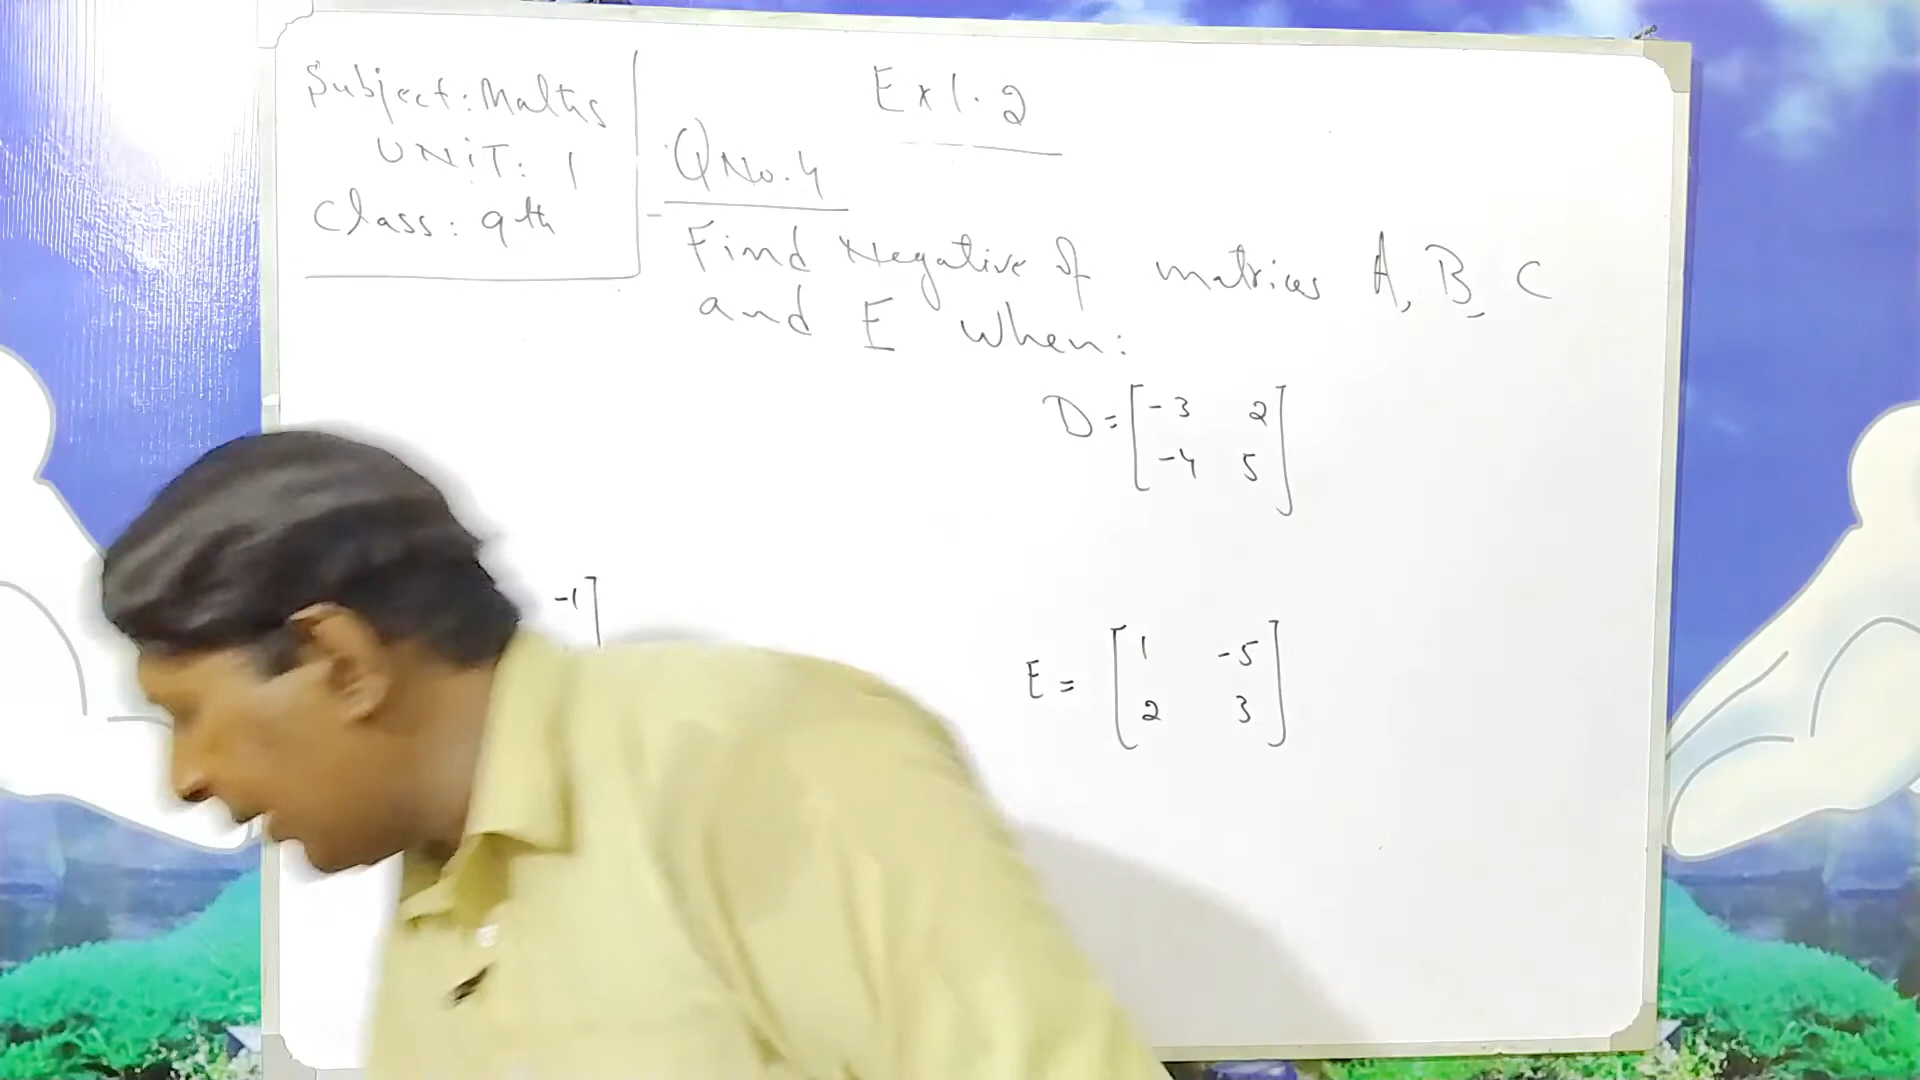 Subject: Maths
UNiT: 1
Class: 9th
Ex 1.2
Q No. 4
Find Negative of matrices A, B, C
and E when:
D = [ -3 2
-4 5 ]
-1 ]
E = [ 1 -5
2 3 ]